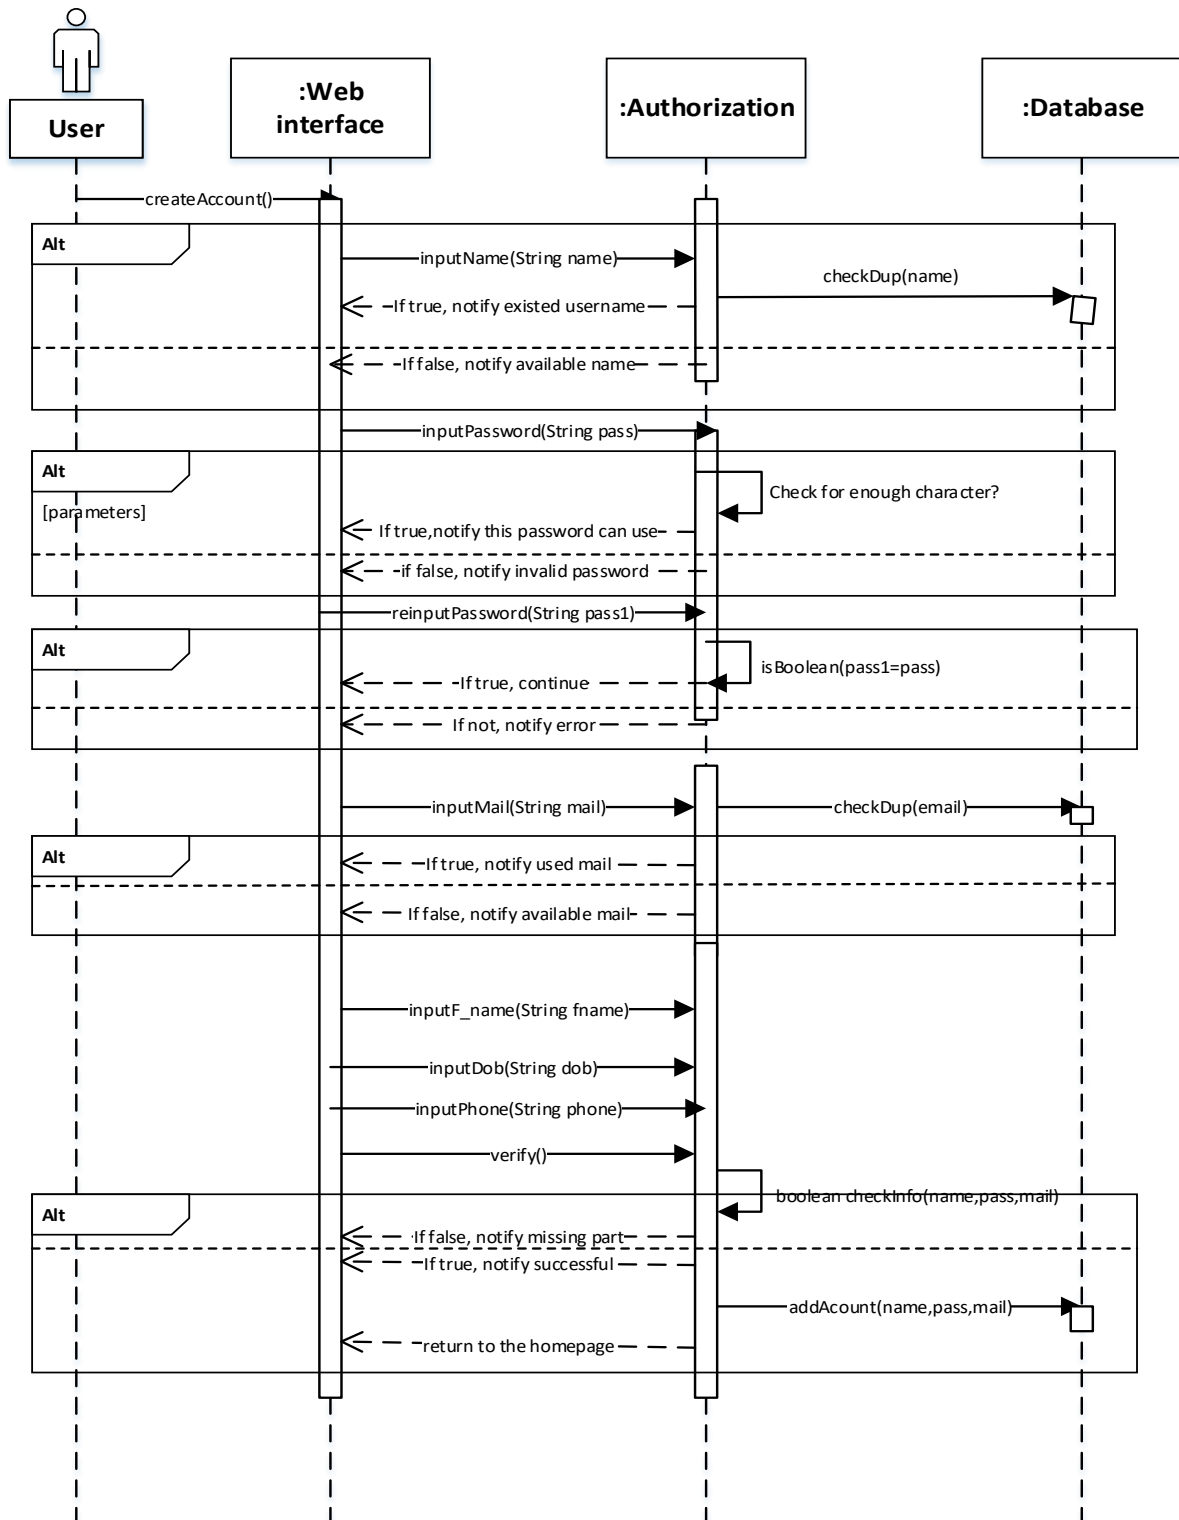 User
:Web
interface
:Authorization
:Database
createAccount()
Alt
inputName(String name)
checkDup(name)
If true, notify existed username
If false, notify available name
inputPassword(String pass)
Alt
Check for enough character?
[parameters]
If true,notify this password can use
if false, notify invalid password
reinputPassword(String pass1)
Alt
isBoolean(pass1=pass)
If true, continue
If not, notify error
inputMail(String mail)
checkDup(email)
Alt
If true, notify used mail
If false, notify available mail
inputF_name(String fname)
inputDob(String dob)
inputPhone(String phone)
verify()
boolean checkInfo(name,pass,mail)
Alt
If false, notify missing part
If true, notify successful
addAcount(name,pass,mail)
return to the homepage